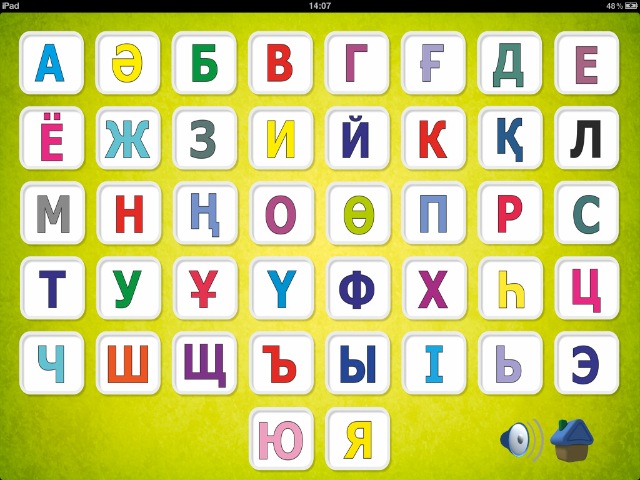 iPad 14:07 48 %
А Ә Б В Г Ғ Д Е
Ё Ж З И Й К Қ Л
М Н Ң О Ө П Р С
Т У Ұ Ү Ф Х Һ Ц
Ч Ш Щ Ъ Ы І Ь Э
Ю Я